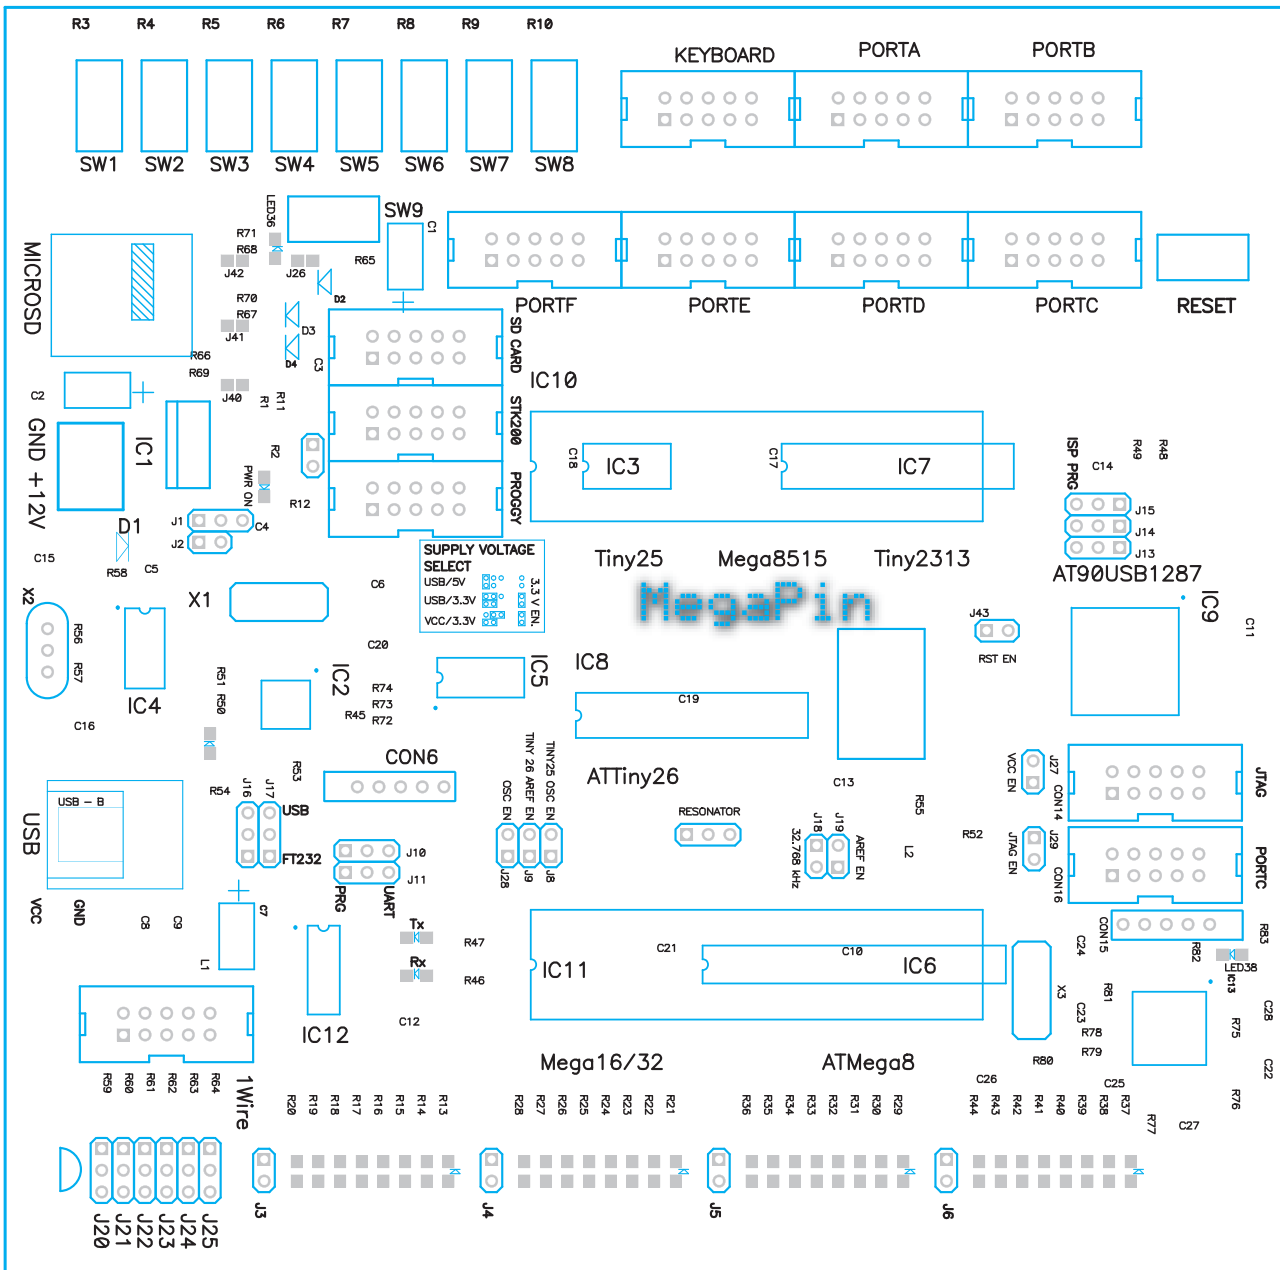 R3 R4 R5 R6 R7 R8 R9 R10
KEYBOARD PORTA PORTB
SW1 SW2 SW3 SW4 SW5 SW6 SW7 SW8
LED36 SW9 C1
R71
R68
J42 J26 R65
D2
MICROSD
PORTF PORTE PORTD PORTC RESET
R70
R67
J41 D3
D4 C3
SD CARD
R66
R69
J40
C2 R1 R11
IC10
STK200
GND +12V
IC1
R2
PWR ON
R12
PROGGY
C18 IC3 C17 IC7
ISP PRG
C14 R49 R48
J15
J14
J13
D1
J1 C4
J2
C15 R58 C5
SUPPLY VOLTAGE
SELECT
USB/5V
USB/3.3V
VCC/3.3V
3.3 V EN.
Tiny25 Mega8515 Tiny2313
MegaPin
AT90USB1287
IC9
C11
X2 X1 C6
R56
R57
IC4
C20
R51 R50
IC2
R74
R73
R45 R72
IC5
IC8
C19
J43
RST EN
C16
CON6
ATTiny26
C13
R53
R54 J16 J17
USB
FT232
USB - B
USB
VCC GND
OSC EN
TINY 26 AREF EN
TINY25 OSC EN
J28 J9 J8
RESONATOR
J18 J19
32.768 kHz
AREF EN
R55
L2
R52
VCC EN
J27
CON14
JTAG
JTAG EN
J29
CON16
PORTC
J10
J11
PRG UART
C8 C9 C7
L1
Tx
Rx
R47
R46
C12
IC12
IC11 C21 C10 IC6
X3
CON15
C24
R82 R83
LED38
IC13
R81
C23
R78
R79
R80
R75
C28
C22
R76
C26 C25
R77 C27
Mega16/32 ATMega8
R59 R60 R61 R62 R63 R64
1Wire
R20 R19 R18 R17 R16 R15 R14 R13
R28 R27 R26 R25 R24 R23 R22 R21
R36 R35 R34 R33 R32 R31 R30 R29
R44 R43 R42 R41 R40 R39 R38 R37
J20 J21 J22 J23 J24 J25
J3 J4 J5 J6